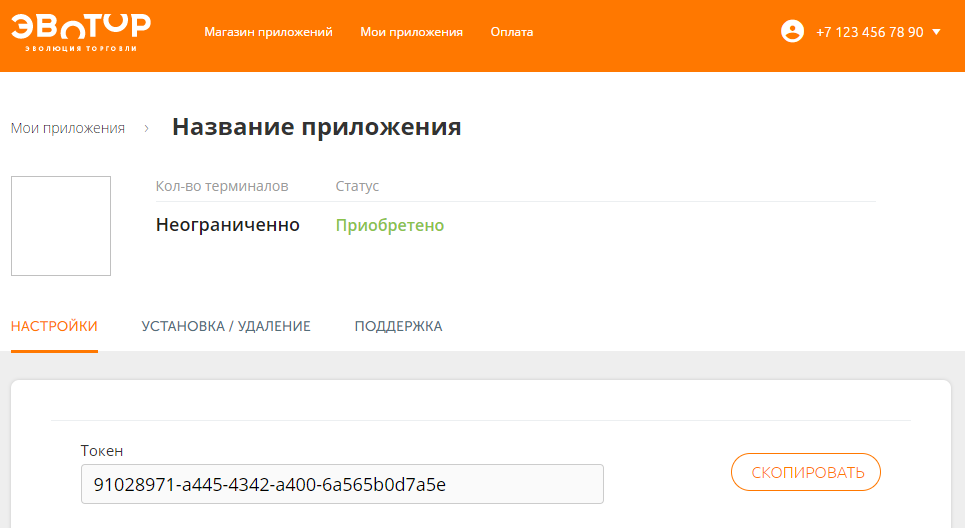 ЭВОТОР
ЭВОЛЮЦИЯ ТОРГОВЛИ
Магазин приложений Мои приложения Оплата +7 123 456 78 90
Мои приложения › Название приложения
Кол-во терминалов Статус
Неограниченно Приобретено
НАСТРОЙКИ УСТАНОВКА / УДАЛЕНИЕ ПОДДЕРЖКА
Токен
91028971-a445-4342-a400-6a565b0d7a5e СКОПИРОВАТЬ